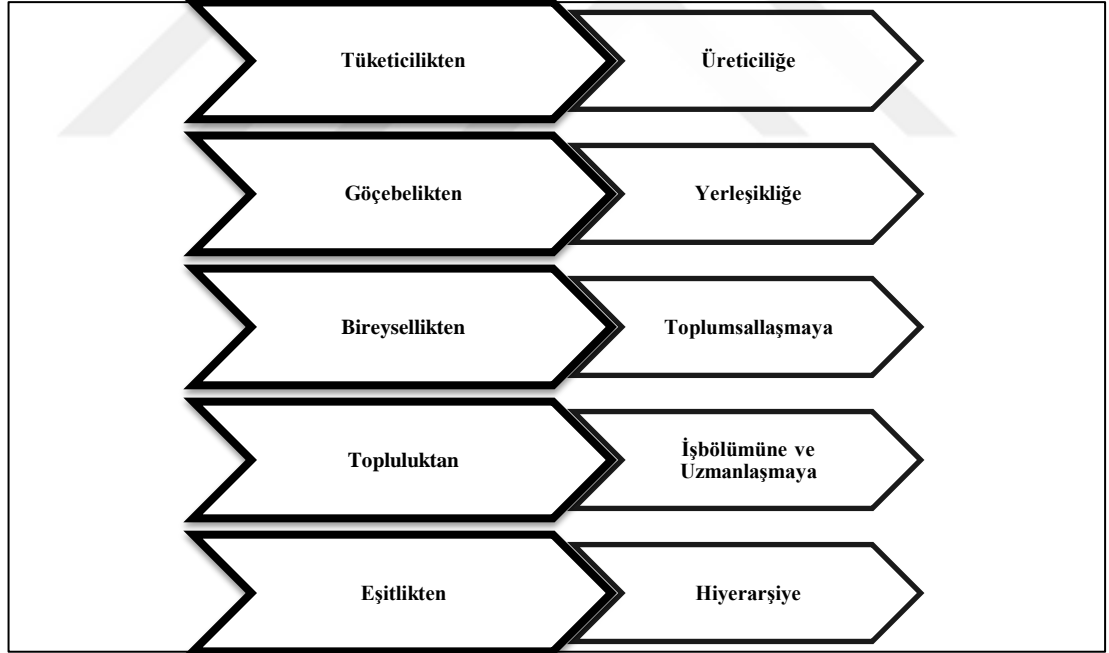 Tüketicilikten
Üreticiliğe
Göçebelikten
Yerleşikliğe
Bireysellikten
Toplumsallaşmaya
Topluluktan
İşbölümüne ve
Uzmanlaşmaya
Eşitlikten
Hiyerarşiye